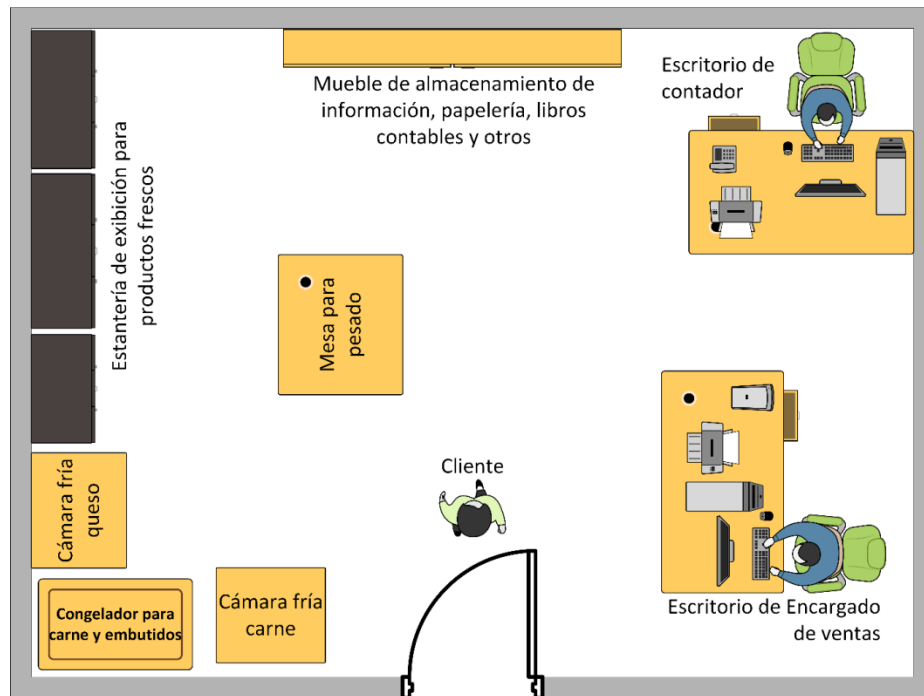 Mueble de almacenamiento de
información, papelería, libros
contables y otros
Escritorio de
contador
Estantería de exibición para
productos frescos
Mesa para
pesado
Cliente
Cámara fría
queso
Congelador para
carne y embutidos
Cámara fría
carne
Escritorio de Encargado
de ventas